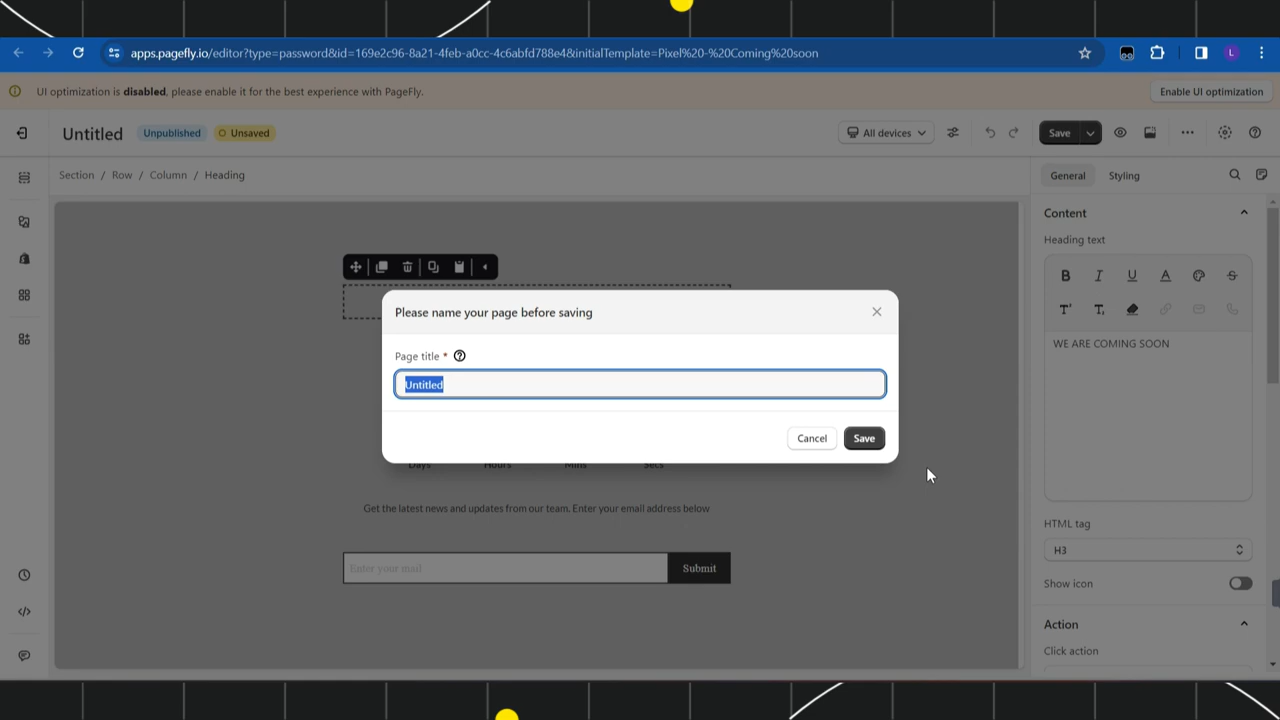 apps.pagefly.io/editor?type=password&id=169e2c96-8a21-4feb-a0cc-4c6abfd788e4&initialTemplate=Pixel%20-%20Coming%20soon
L
UI optimization is disabled, please enable it for the best experience with PageFly.
Enable UI optimization
Untitled
Unpublished
Unsaved
All devices
Save
Section / Row / Column / Heading
General
Styling
Content
Heading text
B I U A S
WE ARE COMING SOON
HTML tag
H3
Show icon
Action
Click action
Please name your page before saving
Page title *
Untitled
Cancel
Save
Days Hours Mins Secs
Get the latest news and updates from our team. Enter your email address below
Enter your mail
Submit